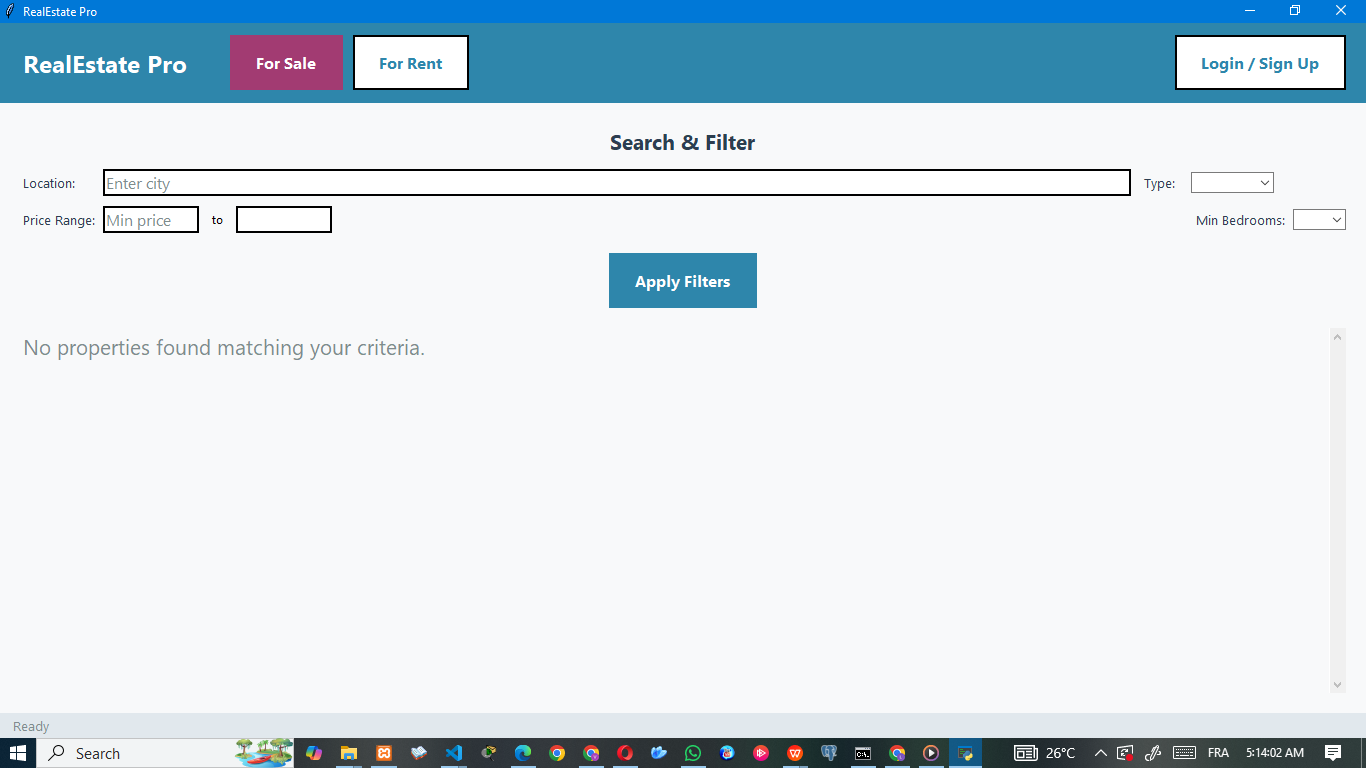 RealEstate Pro
RealEstate Pro For Sale For Rent Login / Sign Up
Search & Filter
Location: Enter city Type:
Price Range: Min price to Min Bedrooms:
Apply Filters
No properties found matching your criteria.
Ready
Search 26°C FRA 5:14:02 AM